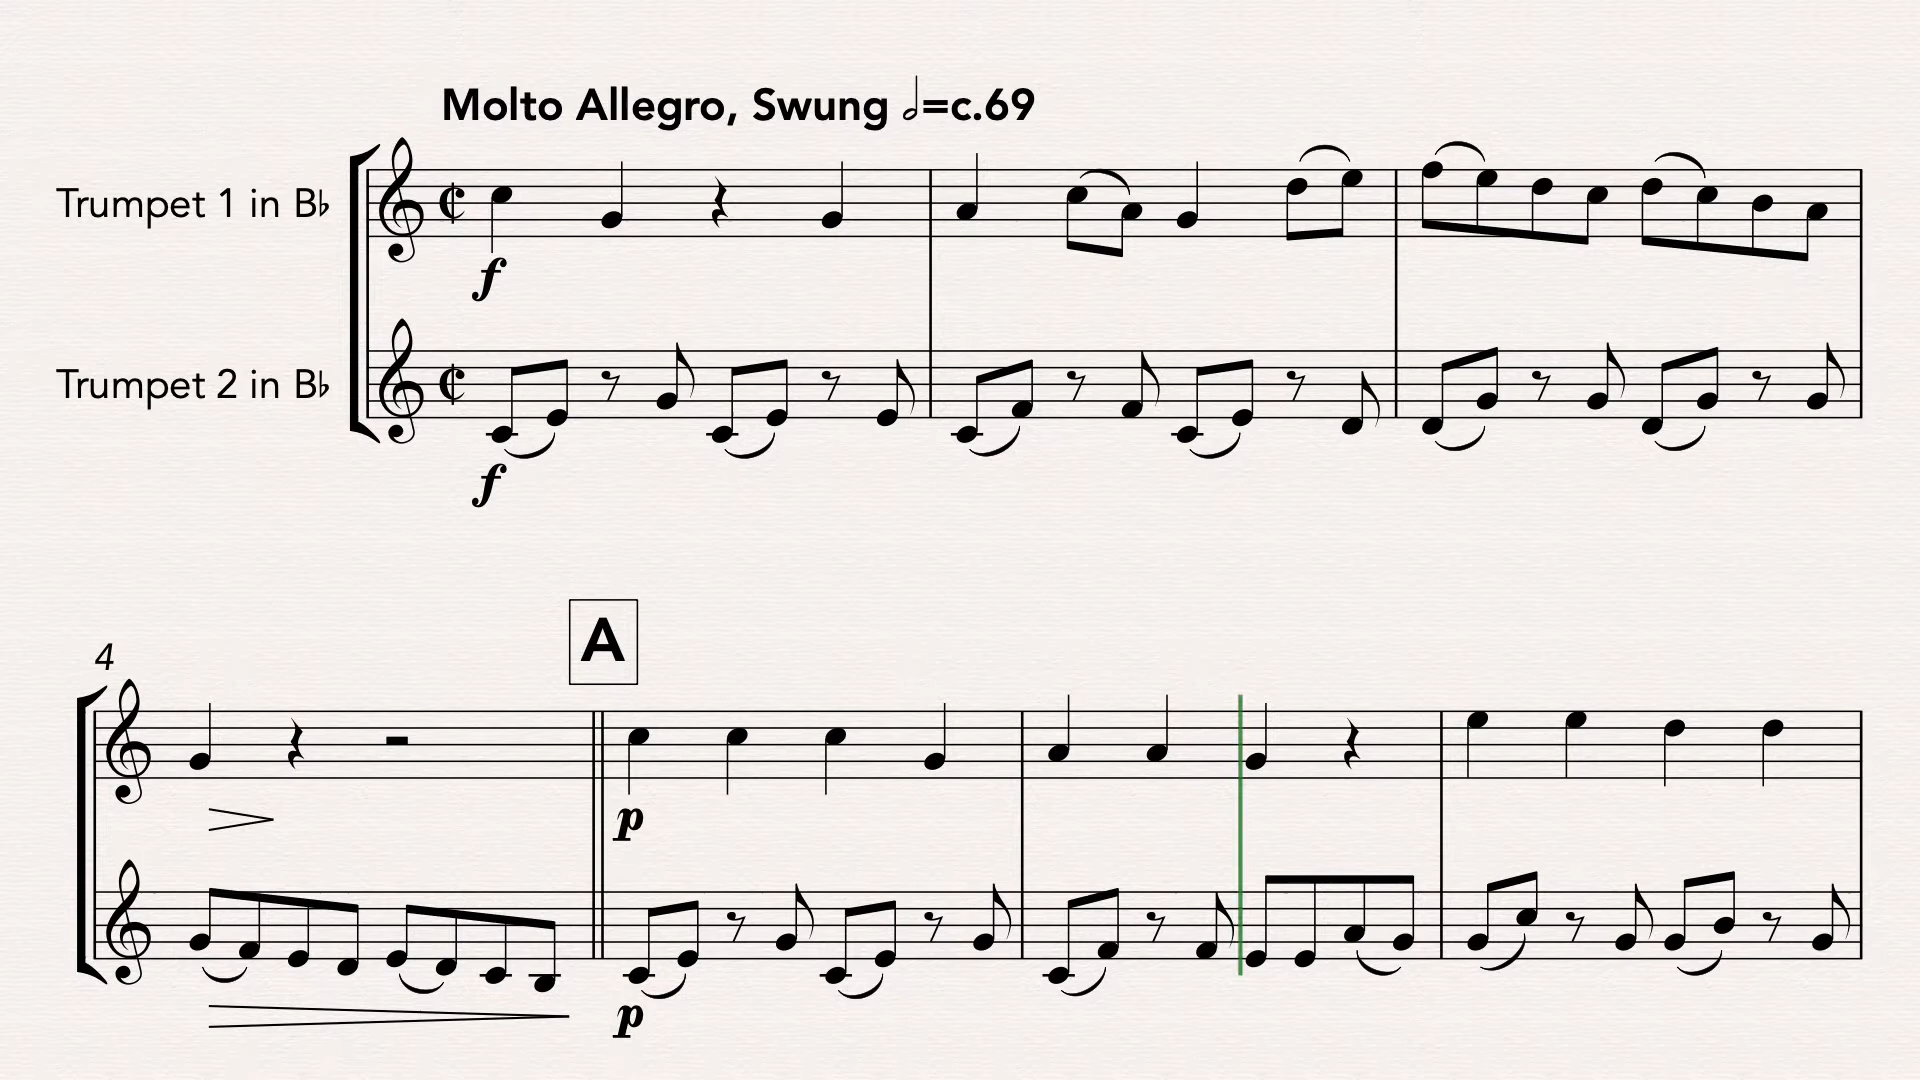 Molto Allegro, Swung 𝅗𝅥=c.69
Trumpet 1 in B♭
f
Trumpet 2 in B♭
f
4
A
p
p